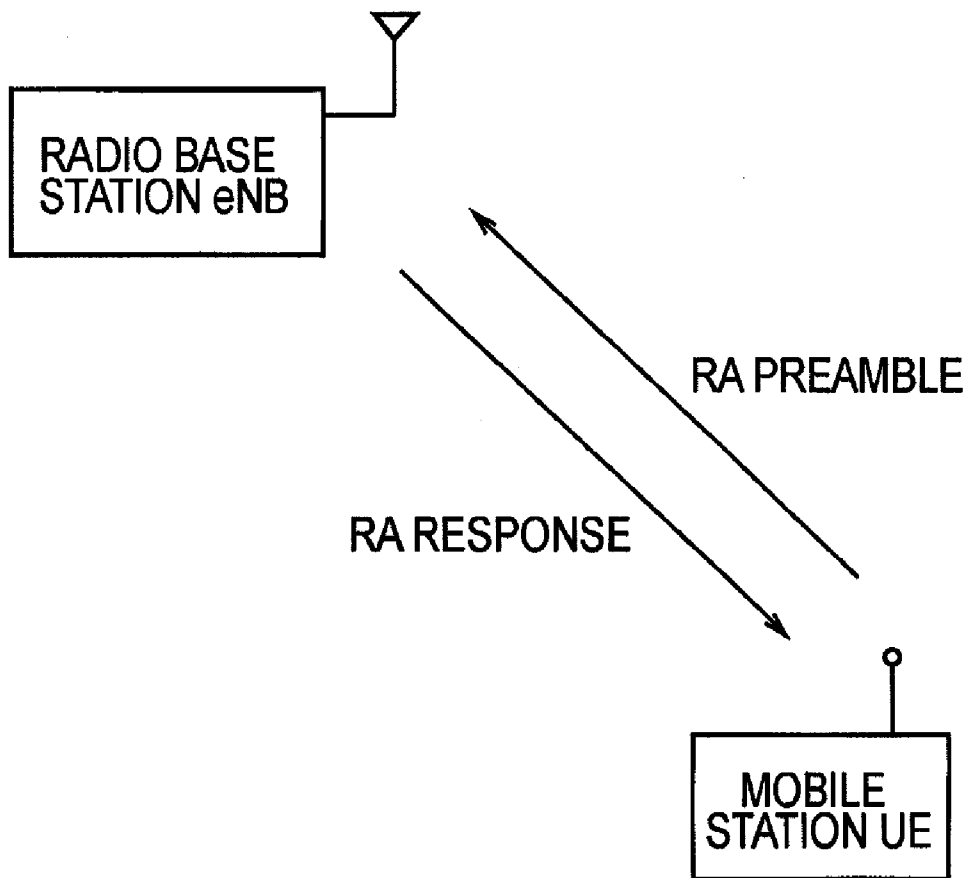 RADIO BASE
STATION eNB
RA PREAMBLE
RA RESPONSE
MOBILE
STATION UE